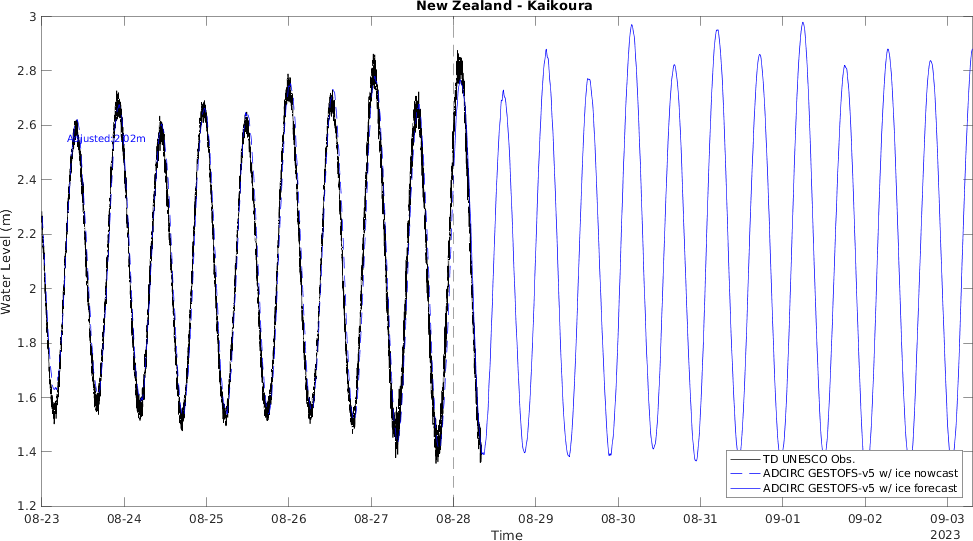 New Zealand - Kaikoura
3
2.8
2.6
2.4
2.2
2
1.8
1.6
1.4
1.2
Water Level (m)
Adjusted:2.02m
TD UNESCO Obs.
ADCIRC GESTOFS-v5 w/ ice nowcast
ADCIRC GESTOFS-v5 w/ ice forecast
08-23 08-24 08-25 08-26 08-27 08-28 08-29 08-30 08-31 09-01 09-02 09-03
Time
2023